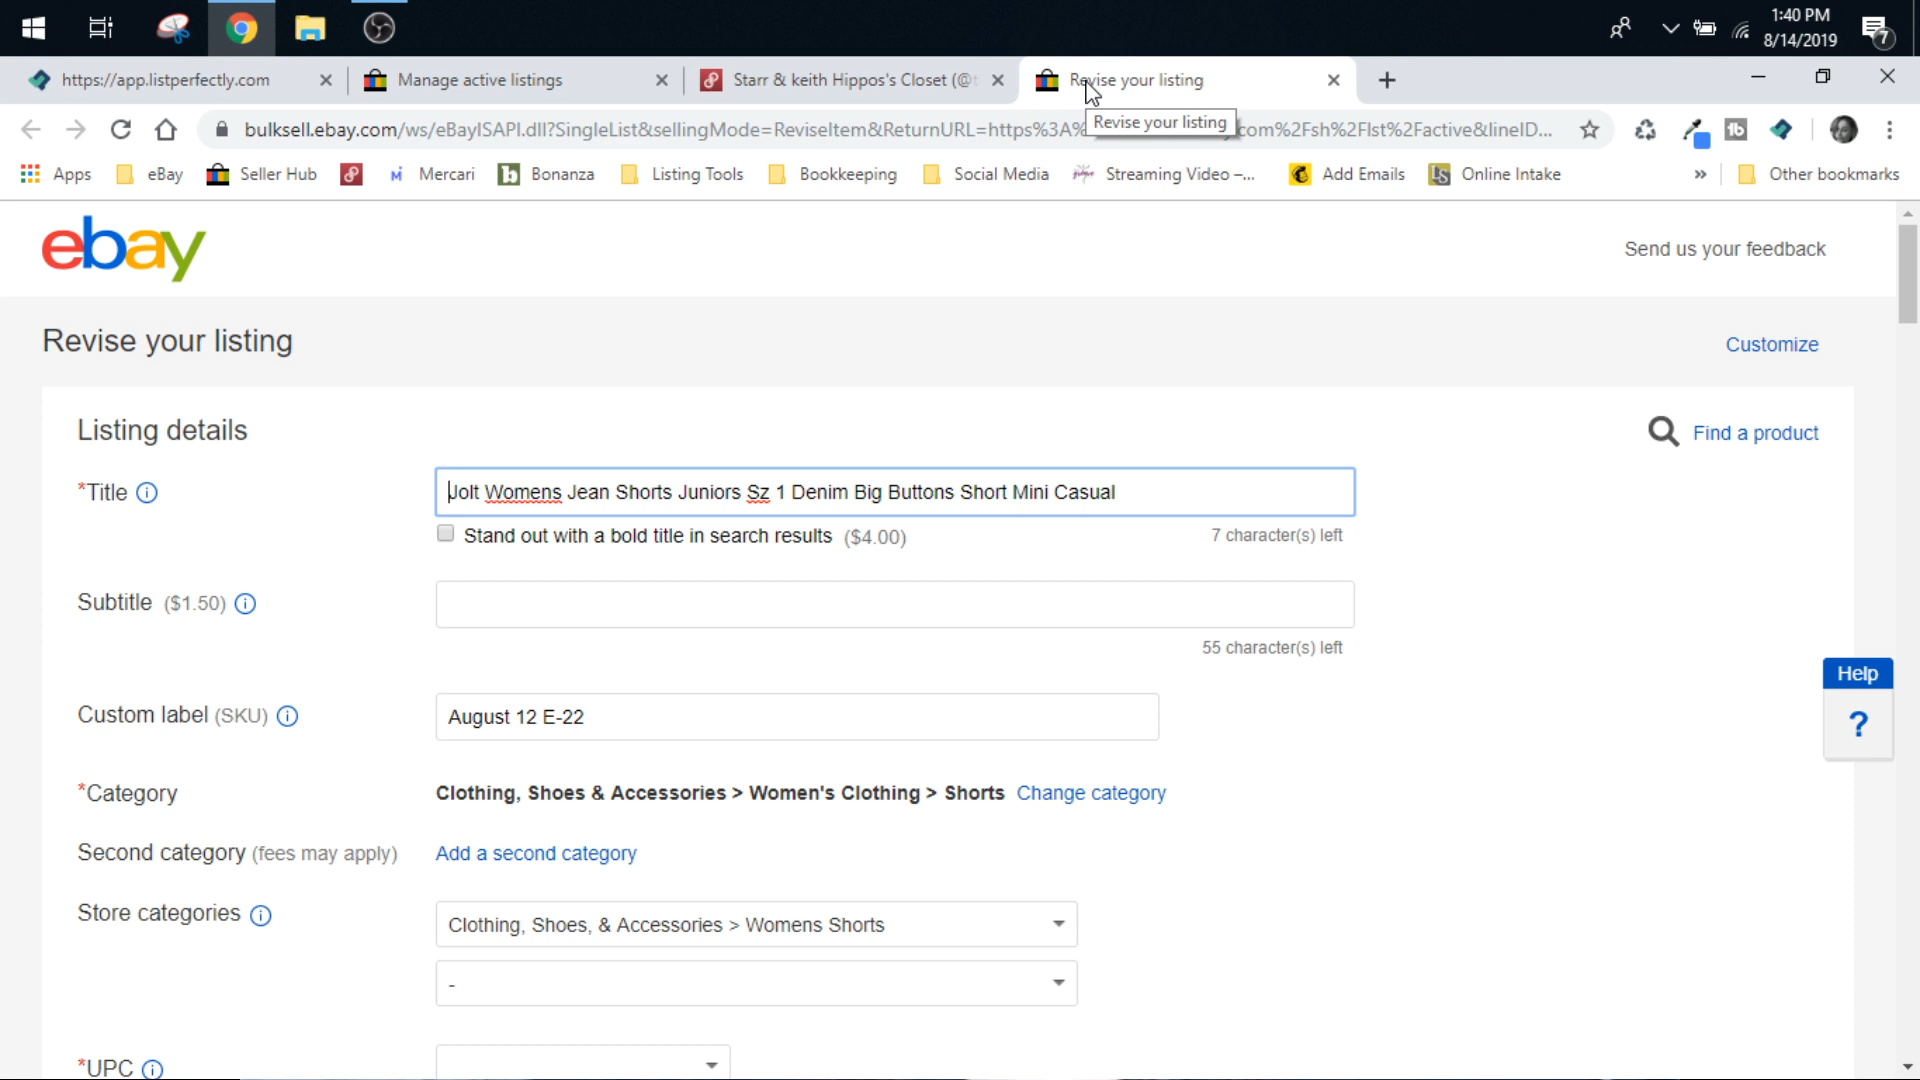 1:40 PM
8/14/2019
7
https://app.listperfectly.com
Manage active listings
Starr & keith Hippos's Closet (@
Revise your listing
bulksell.ebay.com/ws/eBayISAPI.dll?SingleList&sellingMode=ReviseItem&ReturnURL=https%3A% com%2Fsh%2Flst%2Factive&lineID...
Revise your listing
Apps eBay Seller Hub Mercari Bonanza Listing Tools Bookkeeping Social Media Streaming Video –... Add Emails Online Intake » Other bookmarks
ebay
Send us your feedback
Revise your listing
Customize
Listing details
Find a product
*Title
Jolt Womens Jean Shorts Juniors Sz 1 Denim Big Buttons Short Mini Casual
Stand out with a bold title in search results ($4.00)
7 character(s) left
Subtitle ($1.50)
55 character(s) left
Custom label (SKU)
August 12 E-22
*Category
Clothing, Shoes & Accessories > Women's Clothing > Shorts Change category
Second category (fees may apply)
Add a second category
Store categories
Clothing, Shoes, & Accessories > Womens Shorts
-
*UPC
Help
?